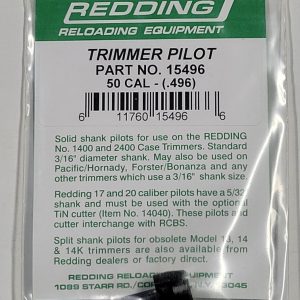 REDDING
RELOADING EQUIPMENT
TRIMMER PILOT
PART NO. 15496
50 CAL - (.496)
6 11760 15496 6
Solid shank pilots for use on the REDDING
No. 1400 and 2400 Case Trimmers. Standard
3/16" diameter shank. May also be used on
Pacific/Hornady, Forster/Bonanza and any
other trimmers which use a 3/16" shank size.
Redding 17 and 20 caliber pilots have a 5/32
shank and must be used with the optional
TiN cutter (Item No. 14040). These pilots and
cutter interchange with RCBS.
Split shank pilots for obsolete Model 13, 14
& 14K trimmers are also available from
Redding dealers or factory direct.
REDDING RELOADING EQUIPMENT
1089 STARR RD./